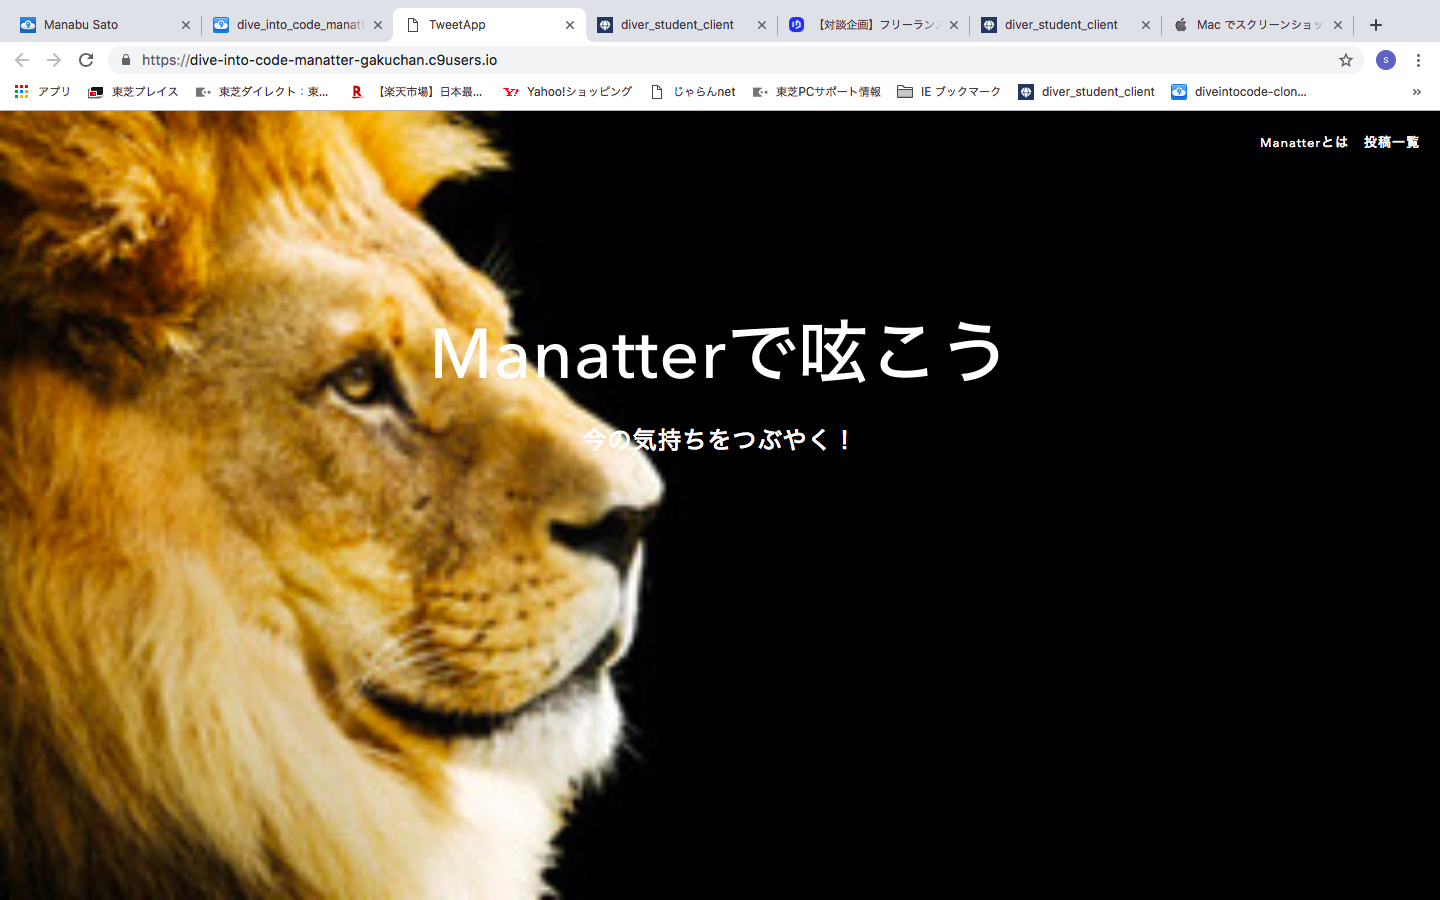 Manabu Sato
dive_into_code_manatt
TweetApp
diver_student_client
【対談企画】フリーラン
diver_student_client
Mac でスクリーンショッ
https://dive-into-code-manatter-gakuchan.c9users.io
S
アプリ
東芝プレイス
東芝ダイレクト：東...
【楽天市場】日本最...
Yahoo!ショッピング
じゃらんnet
東芝PCサポート情報
IE ブックマーク
diver_student_client
diveintocode-clon...
Manatterとは
投稿一覧
Manatterで呟こう
今の気持ちをつぶやく！